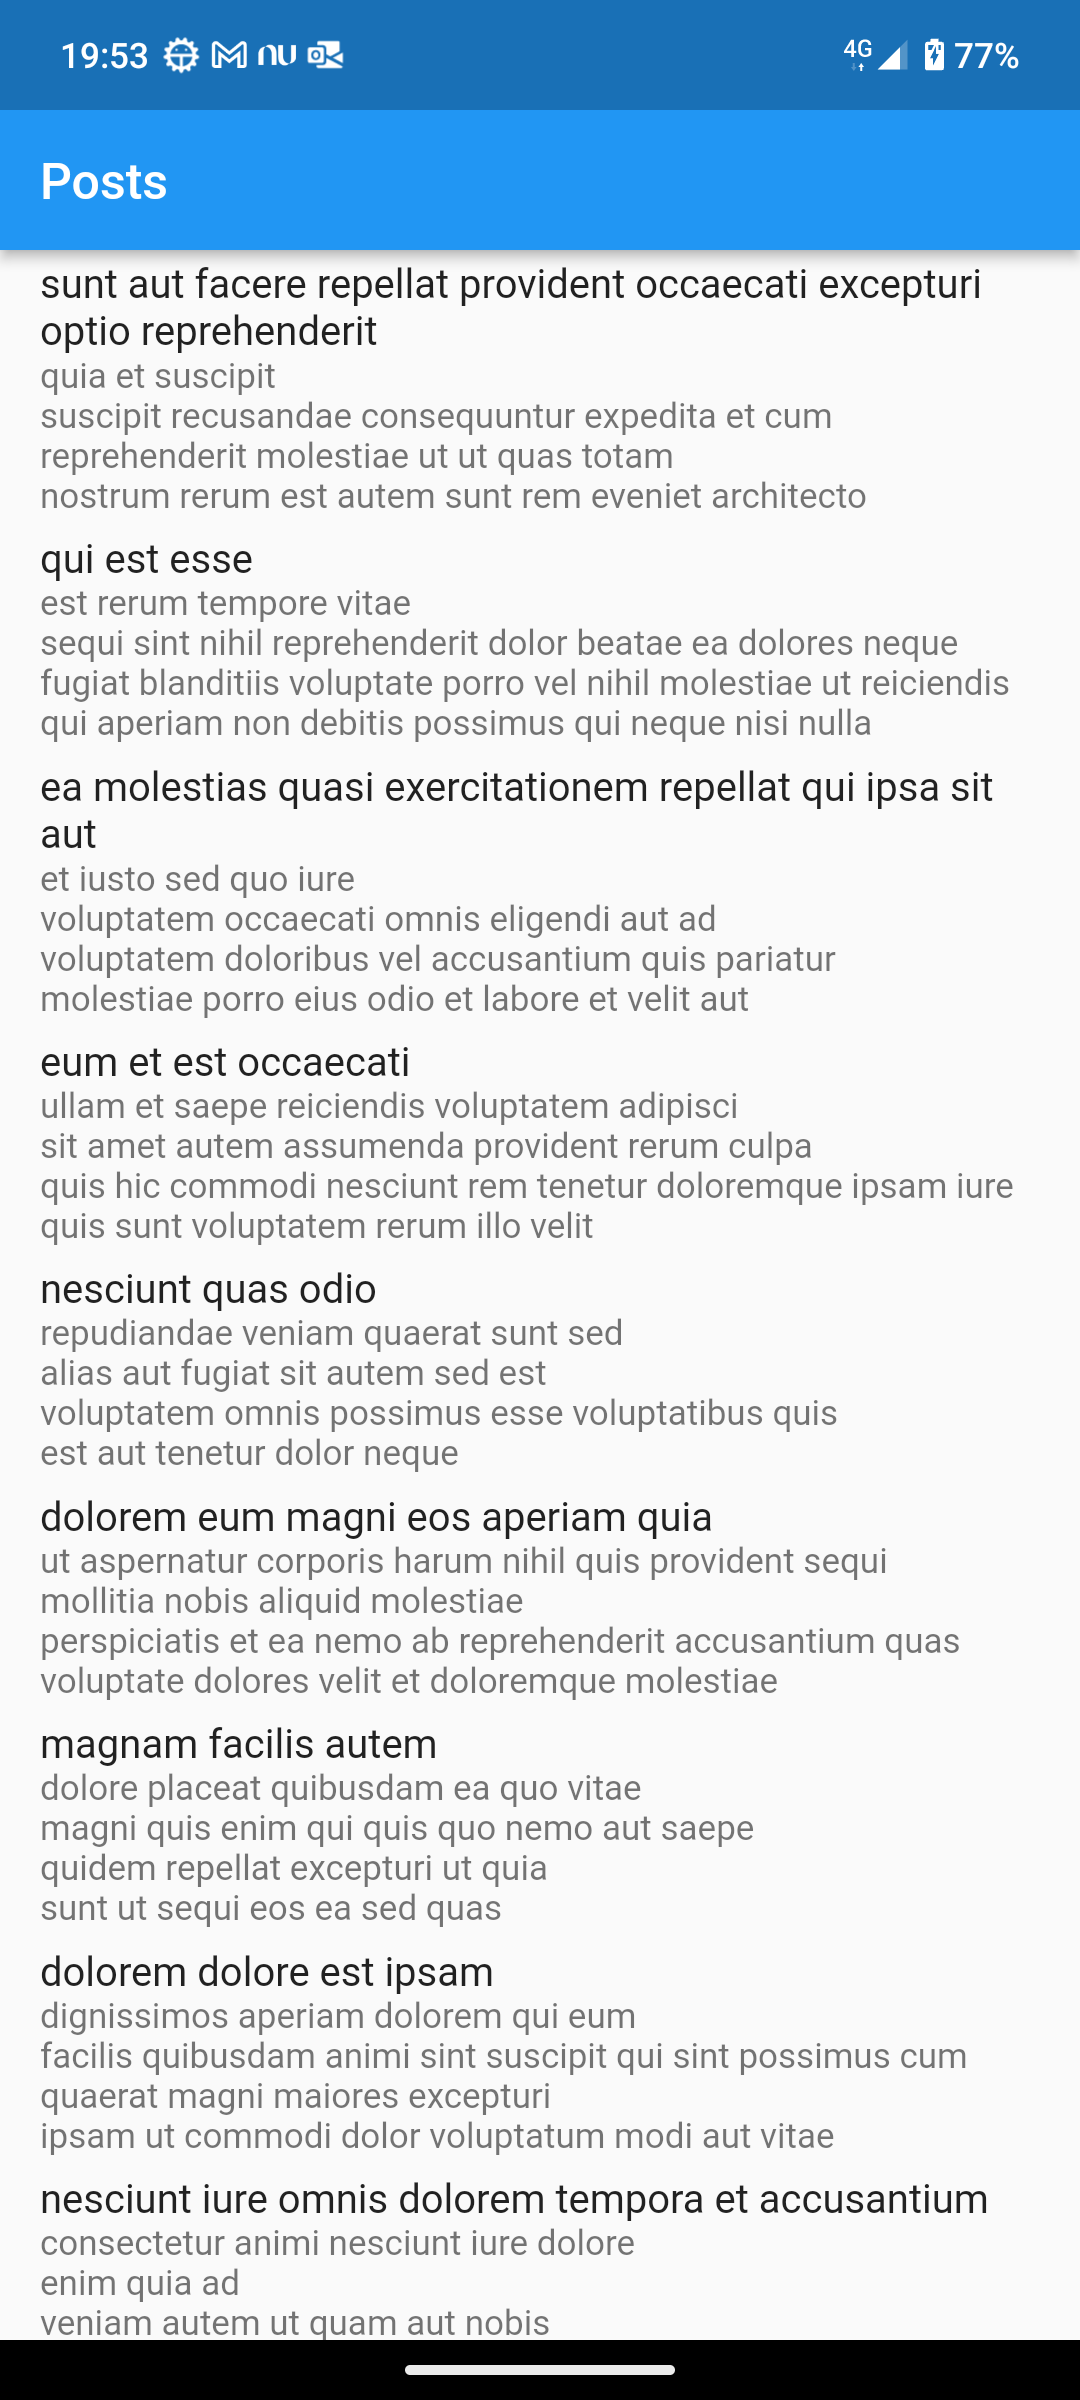 19:53 nu 4G 77%
Posts
sunt aut facere repellat provident occaecati excepturi
optio reprehenderit
quia et suscipit
suscipit recusandae consequuntur expedita et cum
reprehenderit molestiae ut ut quas totam
nostrum rerum est autem sunt rem eveniet architecto
qui est esse
est rerum tempore vitae
sequi sint nihil reprehenderit dolor beatae ea dolores neque
fugiat blanditiis voluptate porro vel nihil molestiae ut reiciendis
qui aperiam non debitis possimus qui neque nisi nulla
ea molestias quasi exercitationem repellat qui ipsa sit
aut
et iusto sed quo iure
voluptatem occaecati omnis eligendi aut ad
voluptatem doloribus vel accusantium quis pariatur
molestiae porro eius odio et labore et velit aut
eum et est occaecati
ullam et saepe reiciendis voluptatem adipisci
sit amet autem assumenda provident rerum culpa
quis hic commodi nesciunt rem tenetur doloremque ipsam iure
quis sunt voluptatem rerum illo velit
nesciunt quas odio
repudiandae veniam quaerat sunt sed
alias aut fugiat sit autem sed est
voluptatem omnis possimus esse voluptatibus quis
est aut tenetur dolor neque
dolorem eum magni eos aperiam quia
ut aspernatur corporis harum nihil quis provident sequi
mollitia nobis aliquid molestiae
perspiciatis et ea nemo ab reprehenderit accusantium quas
voluptate dolores velit et doloremque molestiae
magnam facilis autem
dolore placeat quibusdam ea quo vitae
magni quis enim qui quis quo nemo aut saepe
quidem repellat excepturi ut quia
sunt ut sequi eos ea sed quas
dolorem dolore est ipsam
dignissimos aperiam dolorem qui eum
facilis quibusdam animi sint suscipit qui sint possimus cum
quaerat magni maiores excepturi
ipsam ut commodi dolor voluptatum modi aut vitae
nesciunt iure omnis dolorem tempora et accusantium
consectetur animi nesciunt iure dolore
enim quia ad
veniam autem ut quam aut nobis